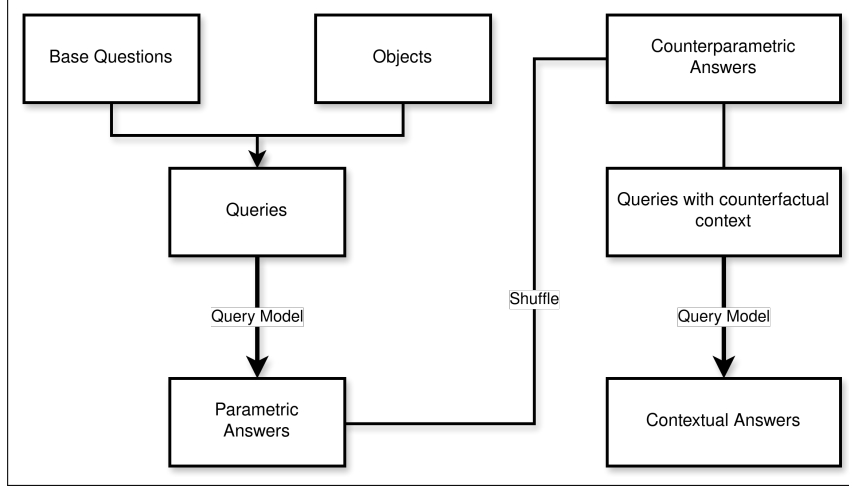 Base Questions
Objects
Queries
Query Model
Parametric
Answers
Shuffle
Counterparametric
Answers
Queries with counterfactual
context
Query Model
Contextual Answers